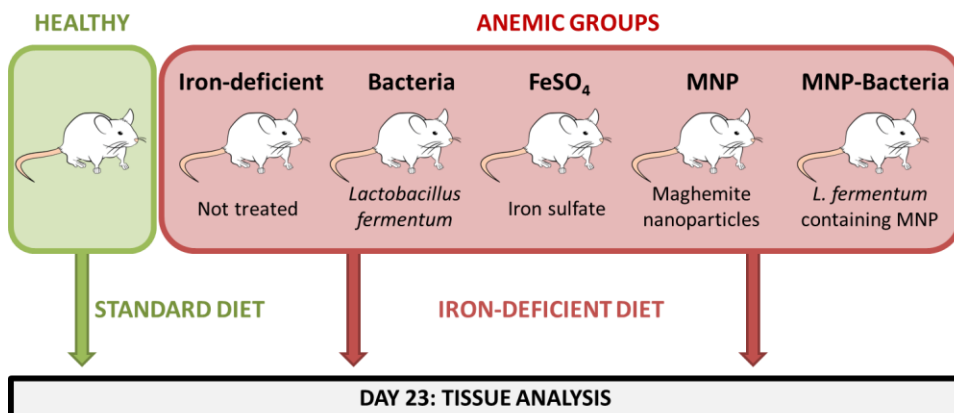 HEALTHY
ANEMIC GROUPS
Iron-deficient
Not treated
Bacteria
Lactobacillus
fermentum
FeSO₄
Iron sulfate
MNP
Maghemite
nanoparticles
MNP-Bacteria
L. fermentum
containing MNP
STANDARD DIET
IRON-DEFICIENT DIET
DAY 23: TISSUE ANALYSIS